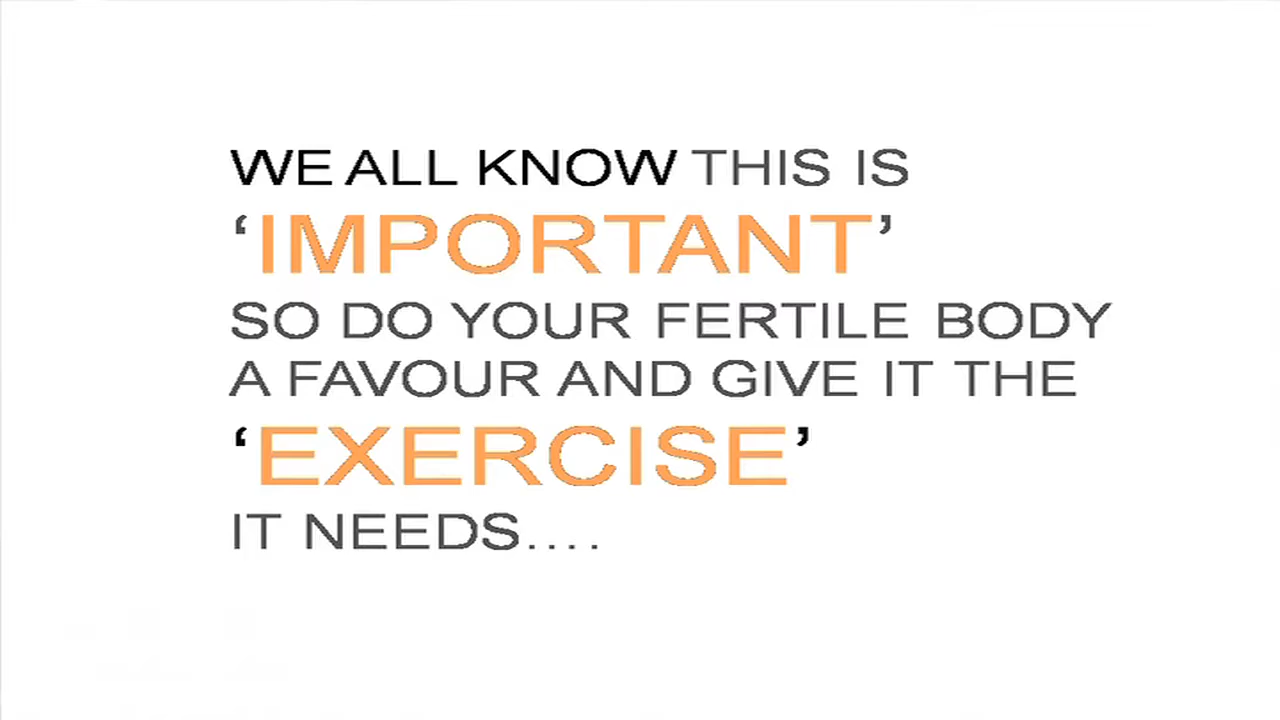 WE ALL KNOW THIS IS
‘IMPORTANT’
SO DO YOUR FERTILE BODY
A FAVOUR AND GIVE IT THE
‘EXERCISE’
IT NEEDS....